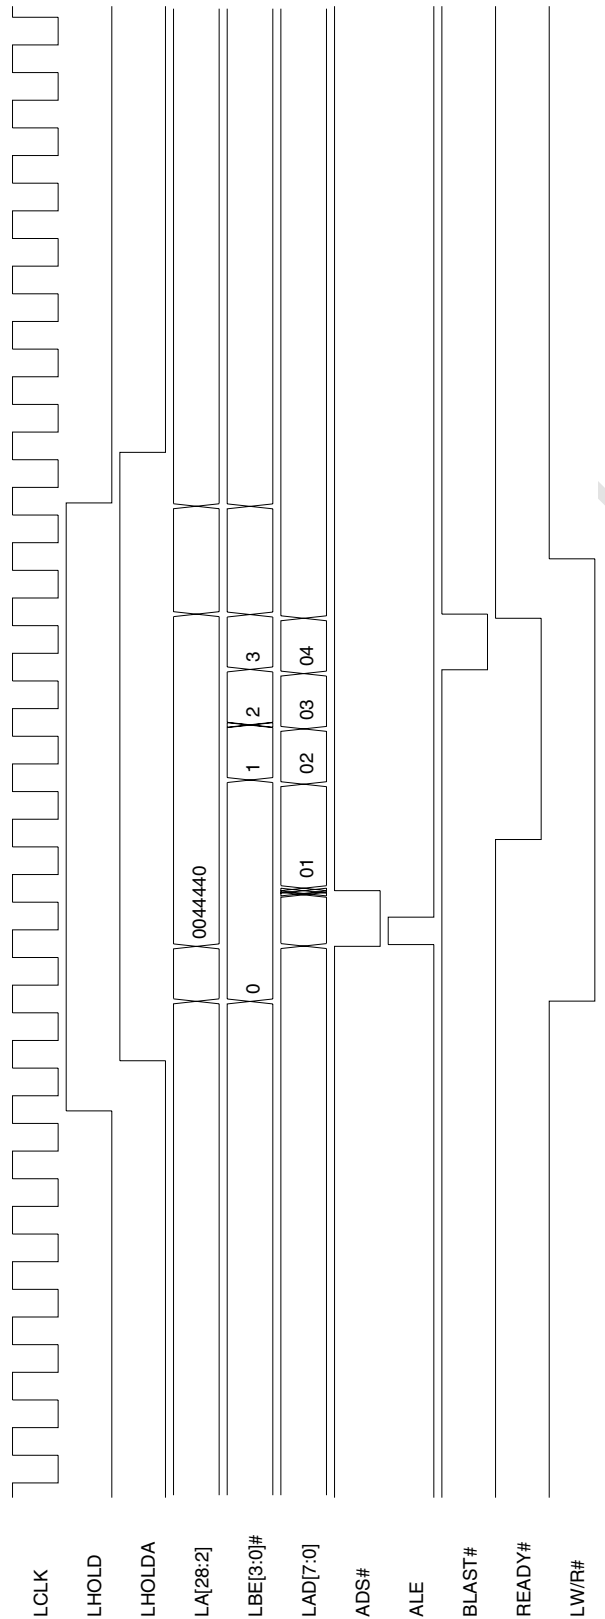 LCLK
LHOLD
LHOLDA
LA[28:2]
0044440
LBE[3:0]#
0 1 2 3
LAD[7:0]
01 02 03 04
ADS#
ALE
BLAST#
READY#
LW/R#